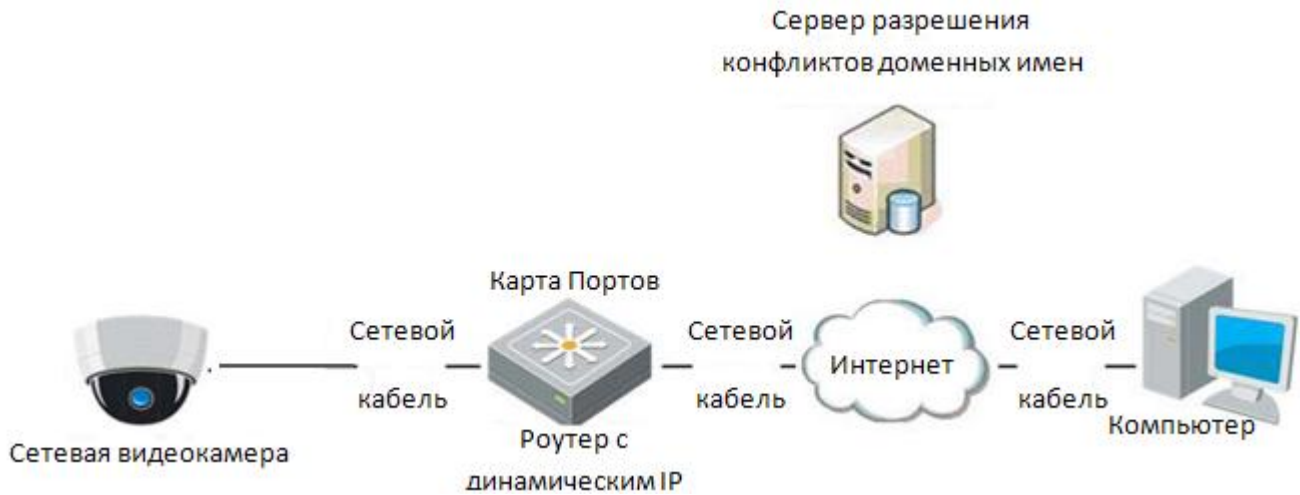 Сервер разрешения
конфликтов доменных имен
Карта Портов
Сетевой
кабель
Сетевой
кабель
Интернет
Сетевой
кабель
Сетевая видеокамера
Роутер с
динамическим IP
Компьютер